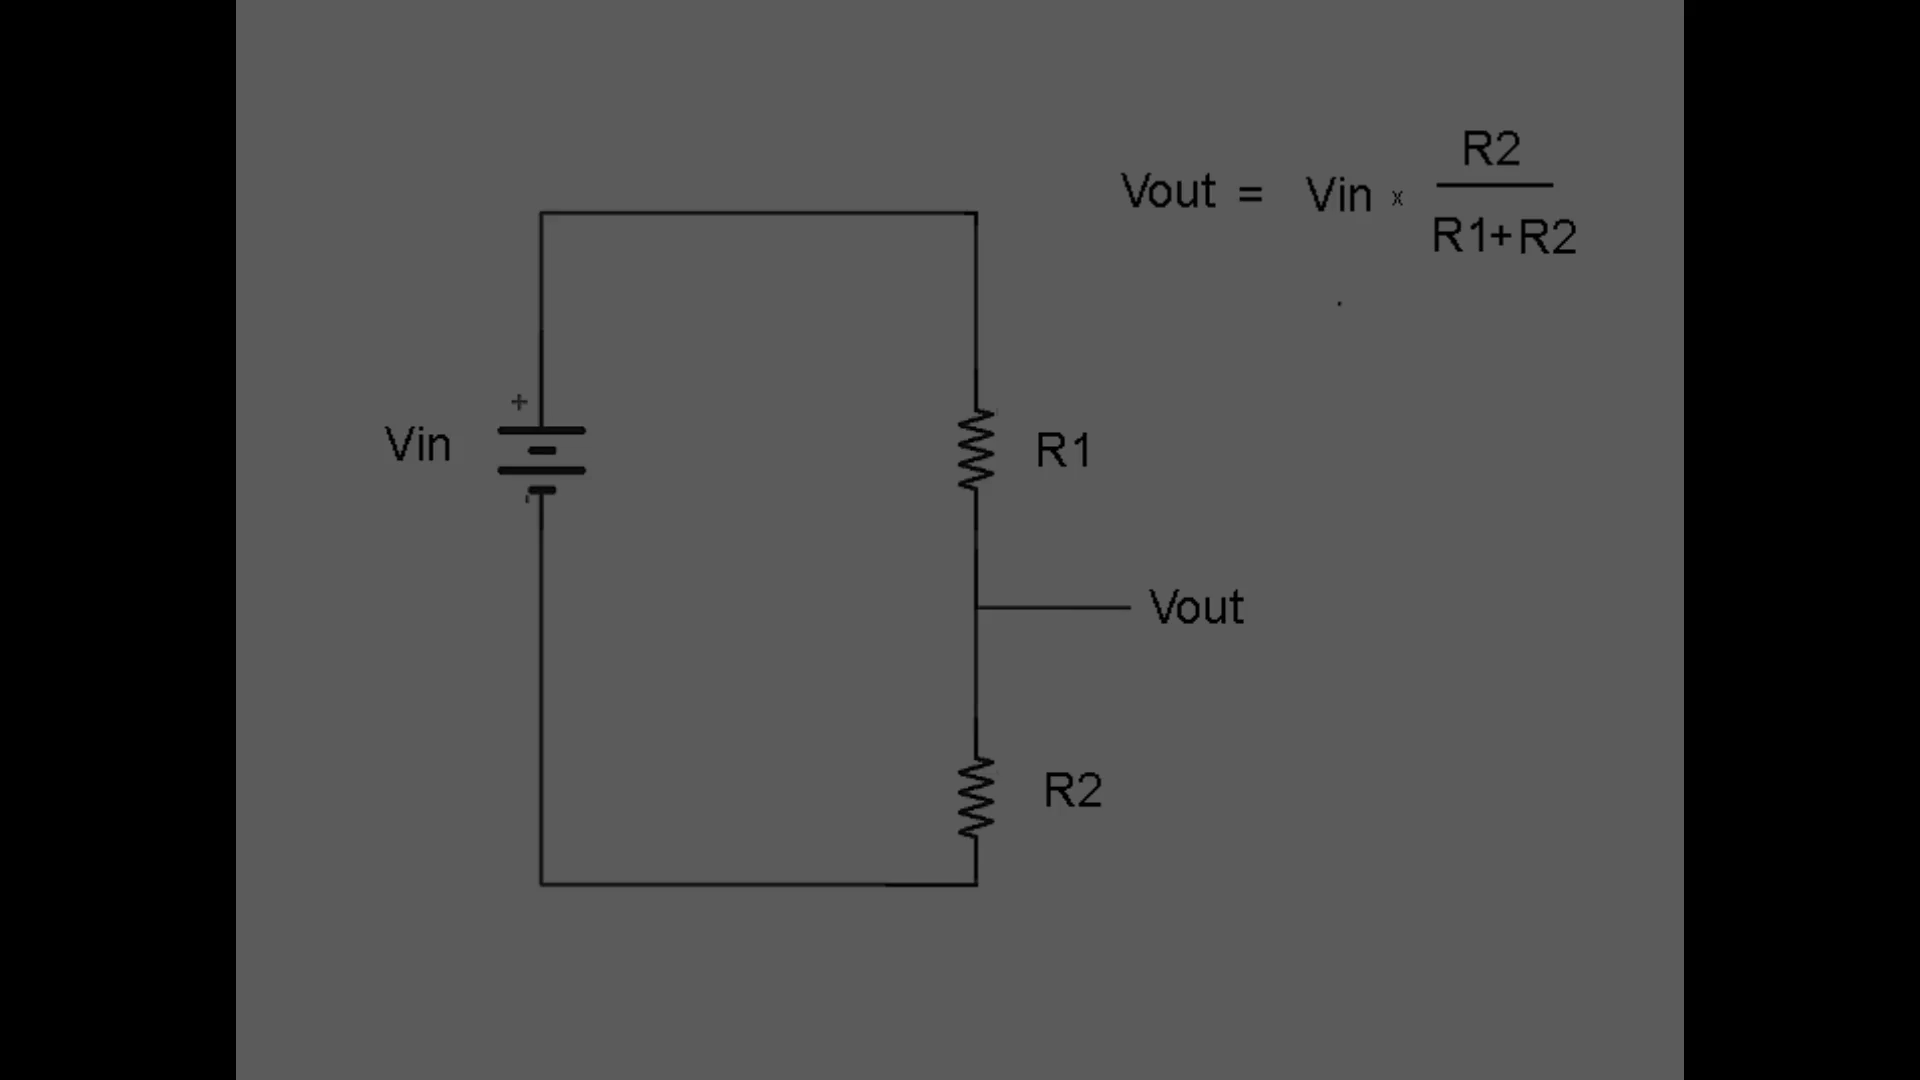 R2
Vout = Vin x
R1+R2
+
Vin
R1
Vout
R2